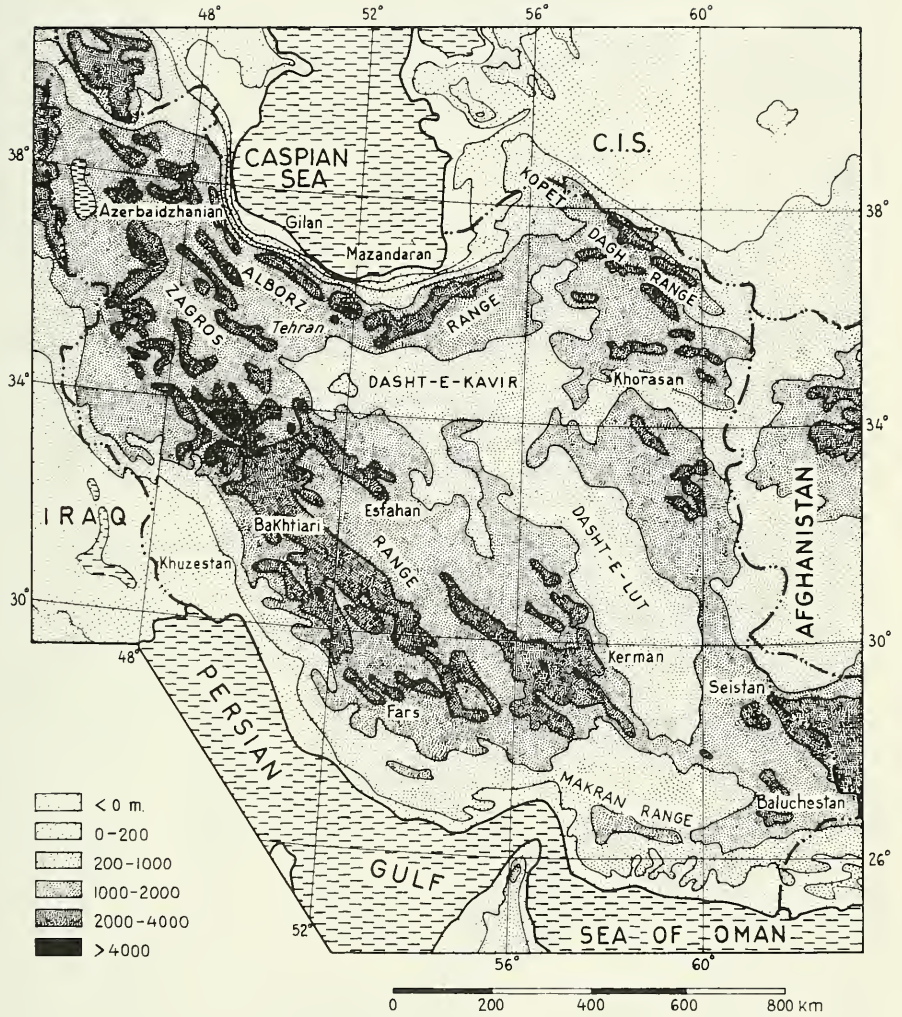 48° 52° 56° 60°
C.I.S.
38°
CASPIAN
SEA
KOPET
Azerbaidzhanian
Gilan
38°
Mazandaran
DAGH
RANGE
ALBORZ
ZAGROS
RANGE
Tehran
DASHT-E-KAVIR
Khorasan
34°
34°
AFGHANISTAN
Esfahan
IRAQ
BaKhtiari
DASHT-E-LUT
RANGE
Khuzestan
30°
30°
48°
Kerman
PERSIAN
Seistan
Fars
MAKRAN RANGE
Baluchestan
<0 m.
0-200
200-1000
1000-2000
2000-4000
>4000
GULF
26°
52°
SEA OF OMAN
56° 60°
0 200 400 600 800 km